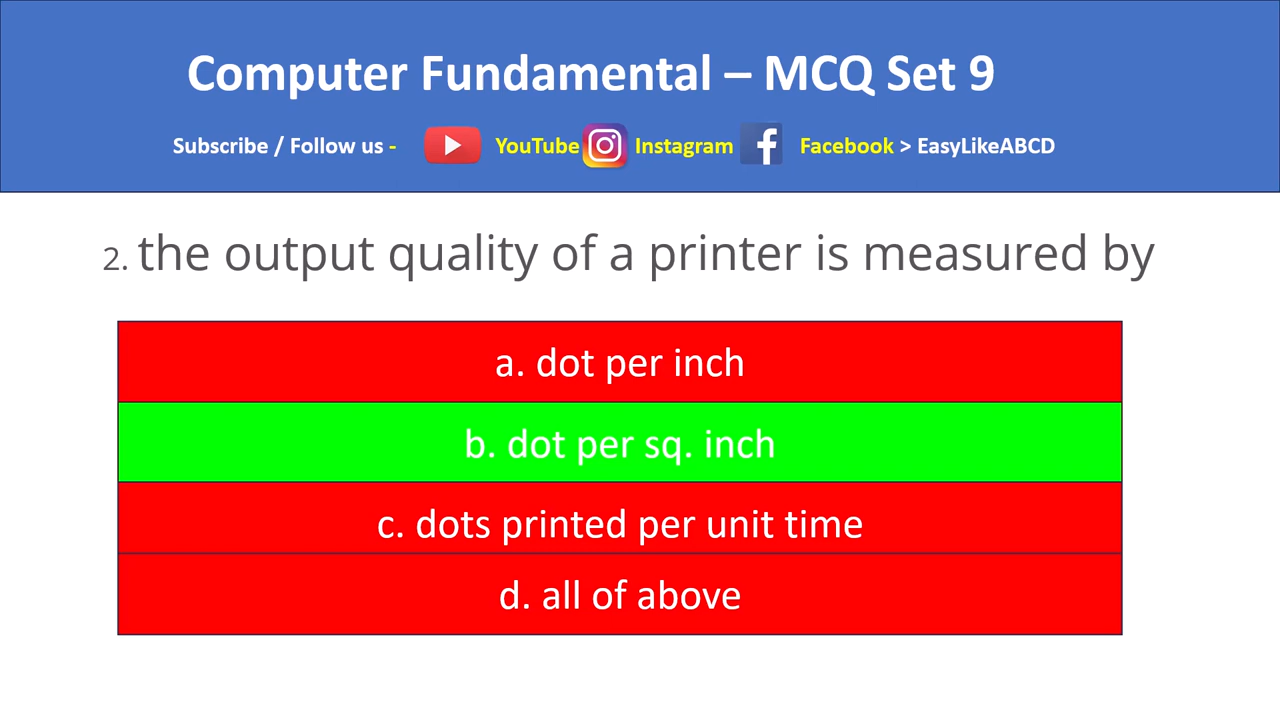 Computer Fundamental – MCQ Set 9
Subscribe / Follow us - YouTube Instagram Facebook > EasyLikeABCD
2. the output quality of a printer is measured by
a. dot per inch
b. dot per sq. inch
c. dots printed per unit time
d. all of above